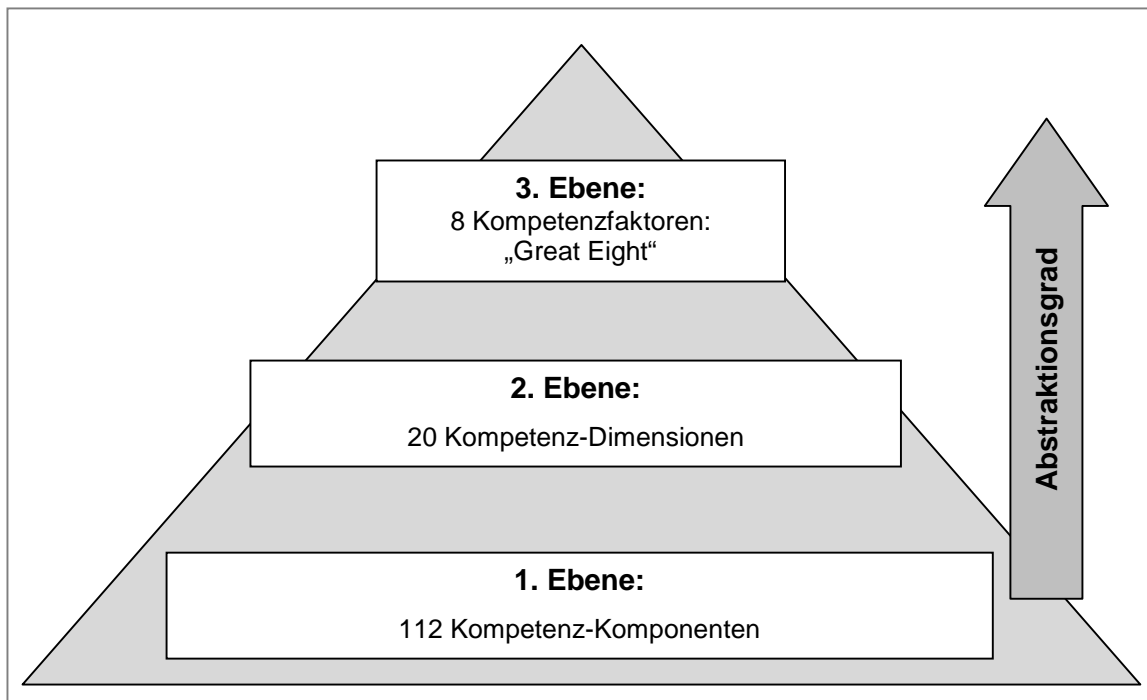 3. Ebene:
8 Kompetenzfaktoren:
„Great Eight“
2. Ebene:
20 Kompetenz-Dimensionen
1. Ebene:
112 Kompetenz-Komponenten
Abstraktionsgrad